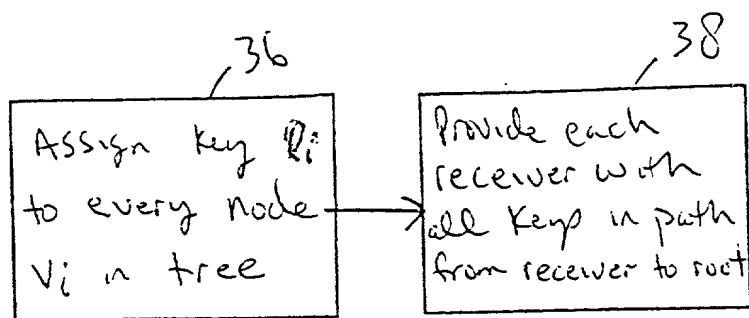 36
Assign key
to every node
Vi in tree
38
Provide each
receiver with
all keys in path
from receiver to root